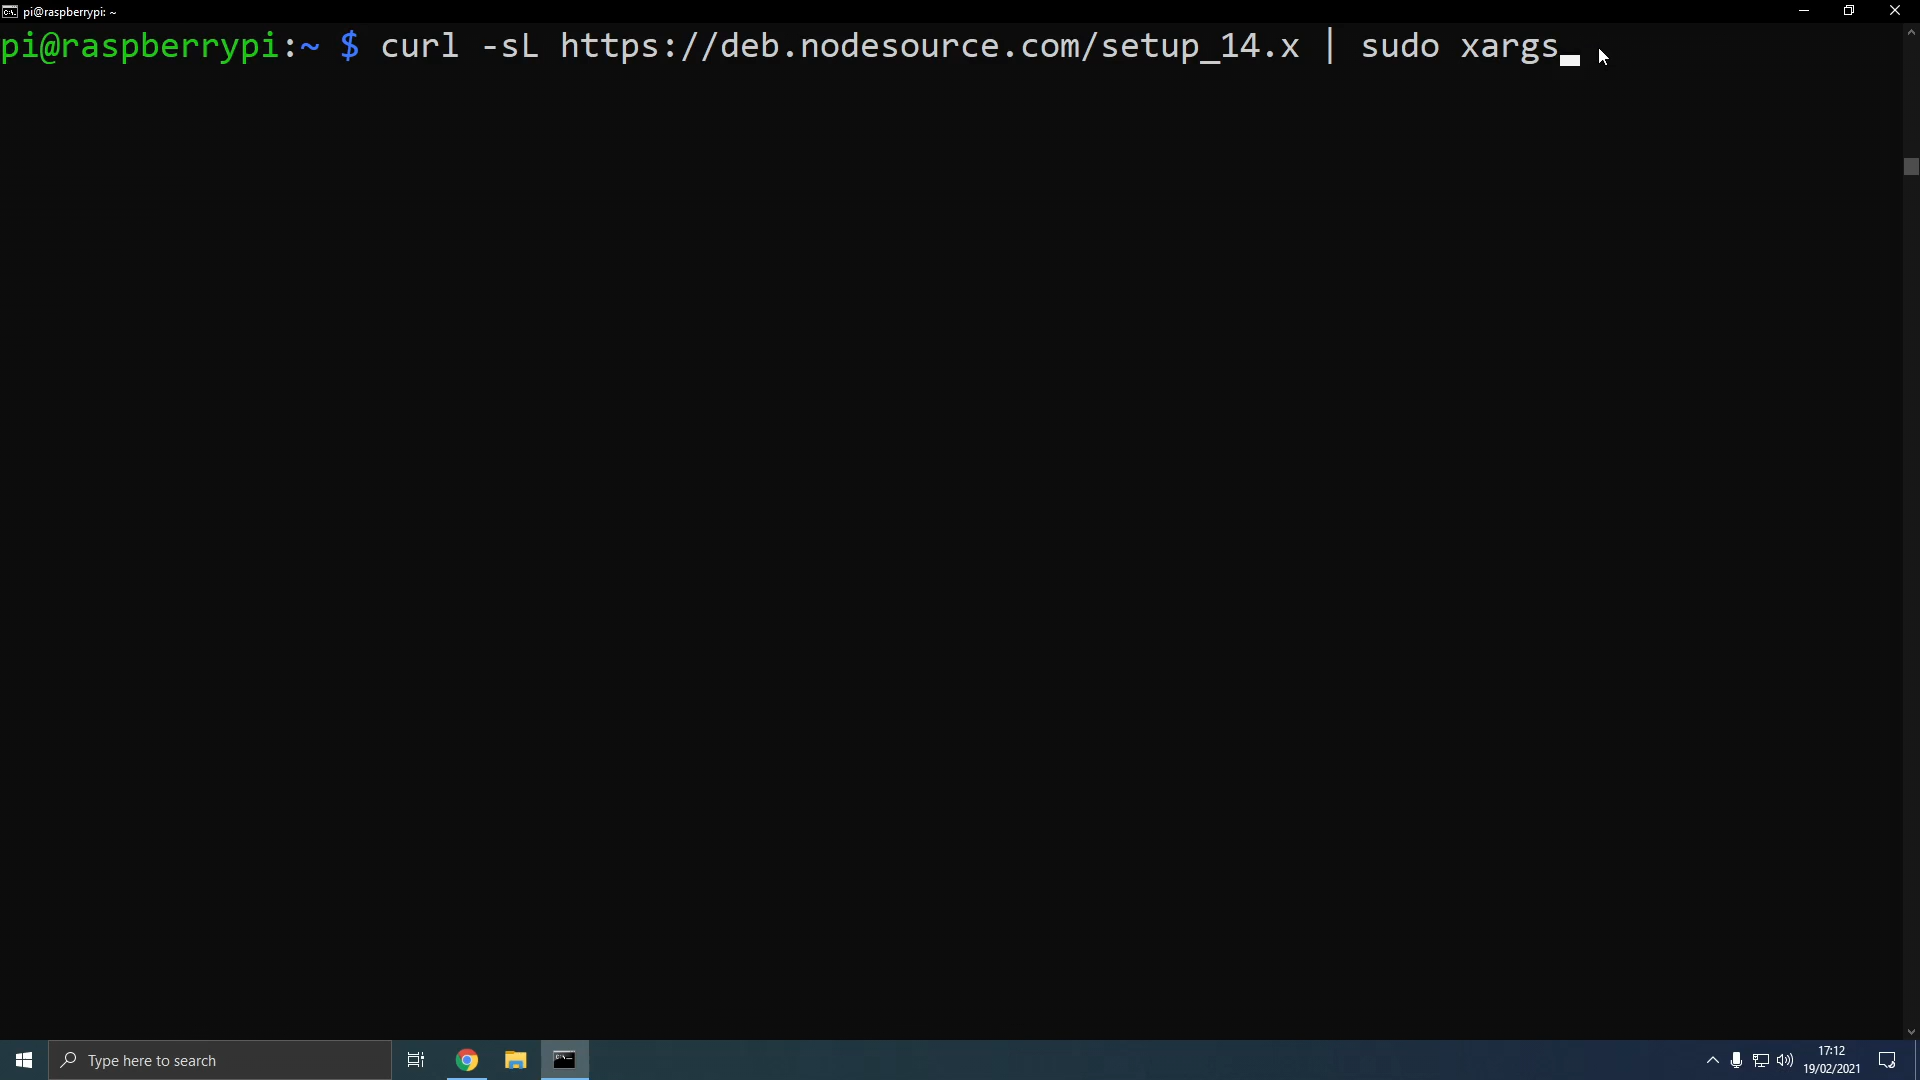 pi@raspberrypi: ~
pi@raspberrypi:~ $ curl -sL https://deb.nodesource.com/setup_14.x | sudo xargs
Type here to search
17:12
19/02/2021